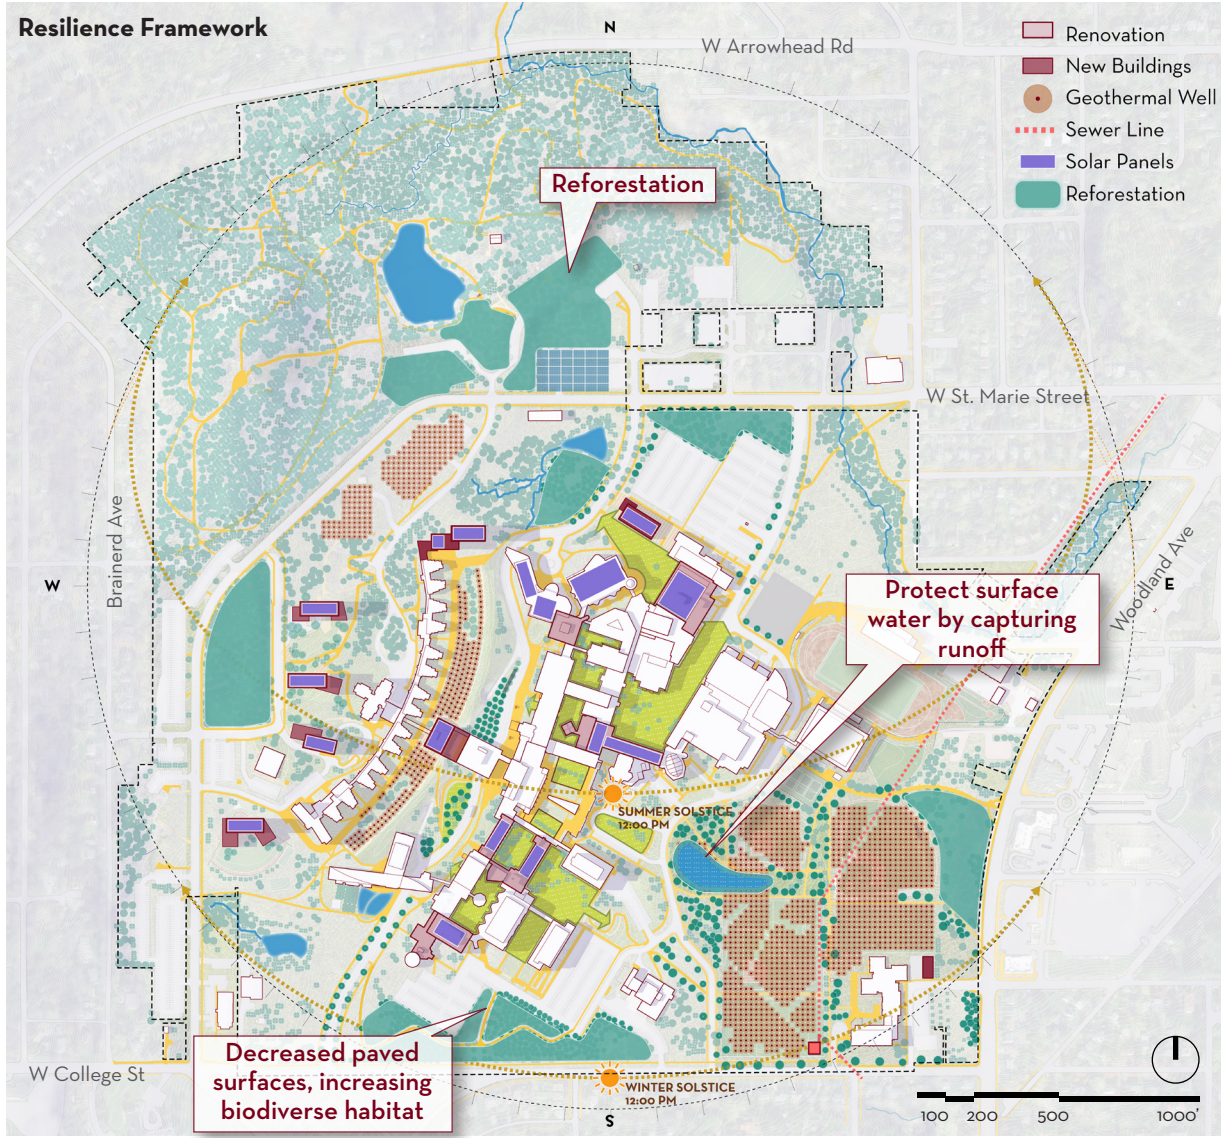 Resilience Framework
N
W Arrowhead Rd
Renovation
New Buildings
Geothermal Well
Sewer Line
Solar Panels
Reforestation
Reforestation
W St. Marie Street
Brainerd Ave
W
E
Woodland Ave
Protect surface
water by capturing
runoff
SUMMER SOLSTICE
12:00 PM
Decreased paved
surfaces, increasing
biodiverse habitat
W College St
WINTER SOLSTICE
12:00 PM
S
100 200 500 1000'